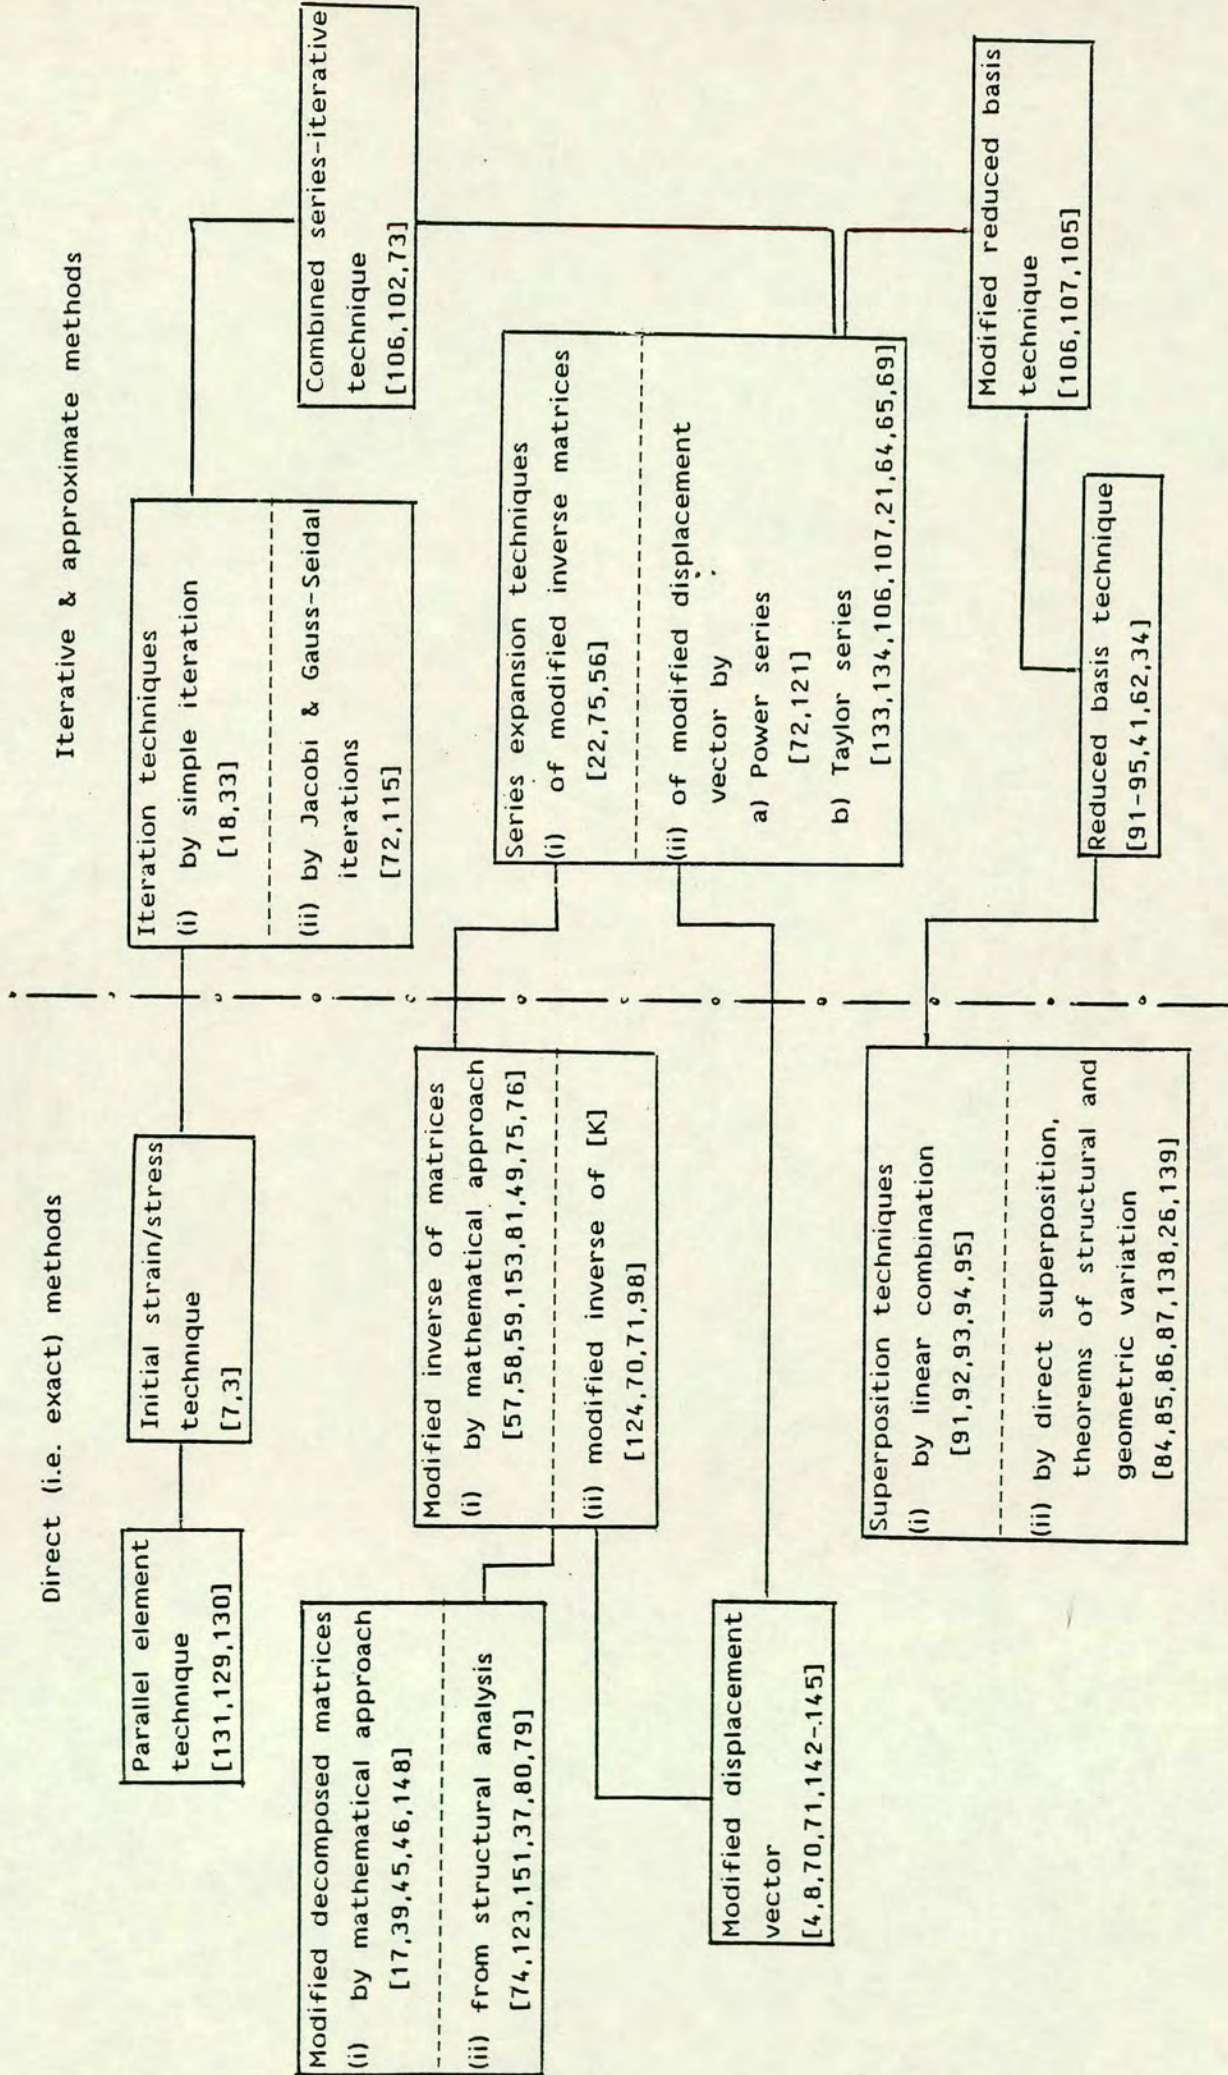 Direct (i.e. exact) methods
Iterative & approximate methods
Parallel element
technique
[131,129,130]
Initial strain/stress
technique
[7,3]
Iteration techniques
(i) by simple iteration
[18,33]
(ii) by Jacobi & Gauss-Seidal
iterations
[72,115]
Combined series-iterative
technique
[106,102,73]
Modified decomposed matrices
(i) by mathematical approach
[17,39,45,46,148]
(ii) from structural analysis
[74,123,151,37,80,79]
Modified inverse of matrices
(i) by mathematical approach
[57,58,59,153,81,49,75,76]
(ii) modified inverse of [K]
[124,70,71,98]
Series expansion techniques
(i) of modified inverse matrices
[22,75,56]
(ii) of modified displacement
vector by
a) Power series
[72,121]
b) Taylor series
[133,134,106,107,21,64,65,69]
Modified displacement
vector
[4,8,70,71,142-145]
Superposition techniques
(i) by linear combination
[91,92,93,94,95]
(ii) by direct superposition,
theorems of structural and
geometric variation
[84,85,86,87,138,26,139]
Reduced basis technique
[91-95,41,62,34]
Modified reduced basis
technique
[106,107,105]